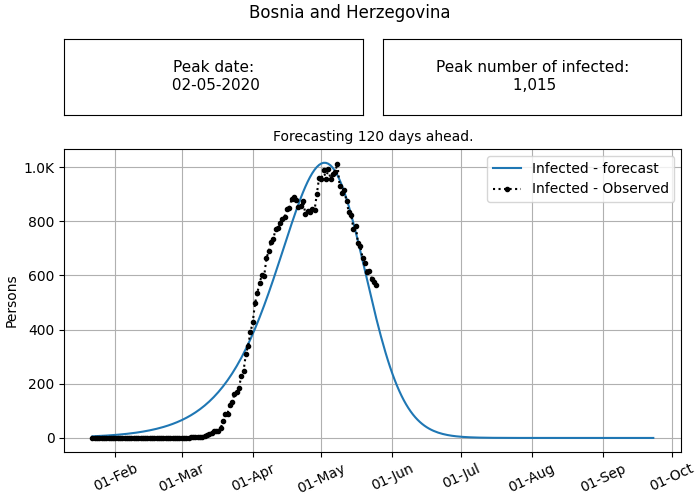 Bosnia and Herzegovina
Peak date:
02-05-2020
Peak number of infected:
1,015
Forecasting 120 days ahead.
Infected - forecast
Infected - Observed
Persons
1.0K
800
600
400
200
0
01-Feb
01-Mar
01-Apr
01-May
01-Jun
01-Jul
01-Aug
01-Sep
01-Oct